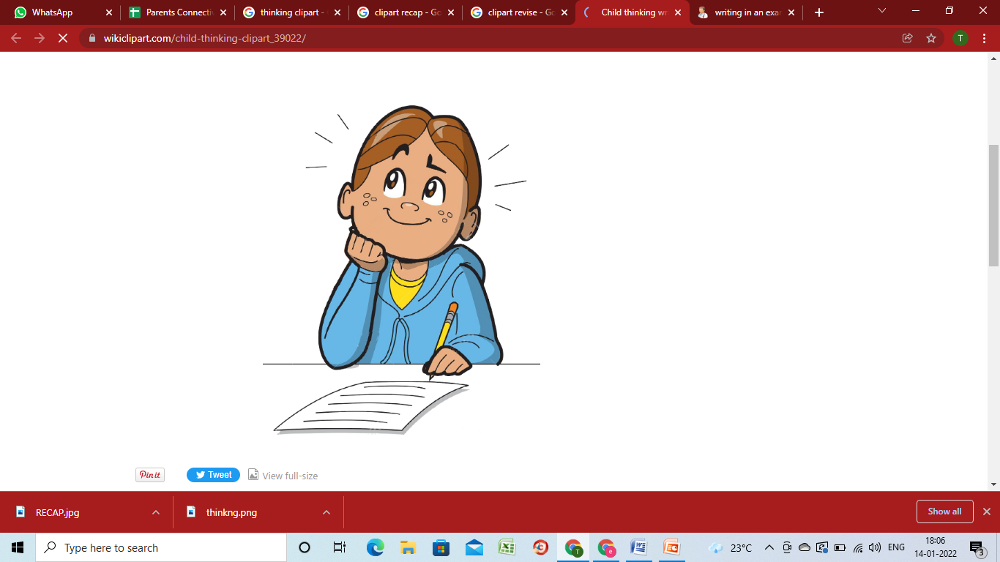 WhatsApp
Parents Connectiv
thinking clipart -
clipart recap - Go
clipart revise - Go
Child thinking wr
writing in an exar
wikiclipart.com/child-thinking-clipart_39022/
T
Pin it
Tweet
View full-size
RECAP.jpg
thinkng.png
Show all
Type here to search
23°C
ENG
18:06
14-01-2022
3